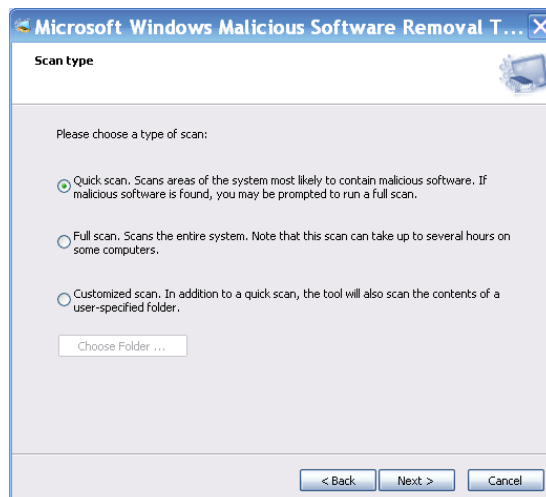 Microsoft Windows Malicious Software Removal T...
Scan type
Please choose a type of scan:
Quick scan. Scans areas of the system most likely to contain malicious software. If
malicious software is found, you may be prompted to run a full scan.
Full scan. Scans the entire system. Note that this scan can take up to several hours on
some computers.
Customized scan. In addition to a quick scan, the tool will also scan the contents of a
user-specified folder.
Choose Folder ...
< Back Next > Cancel